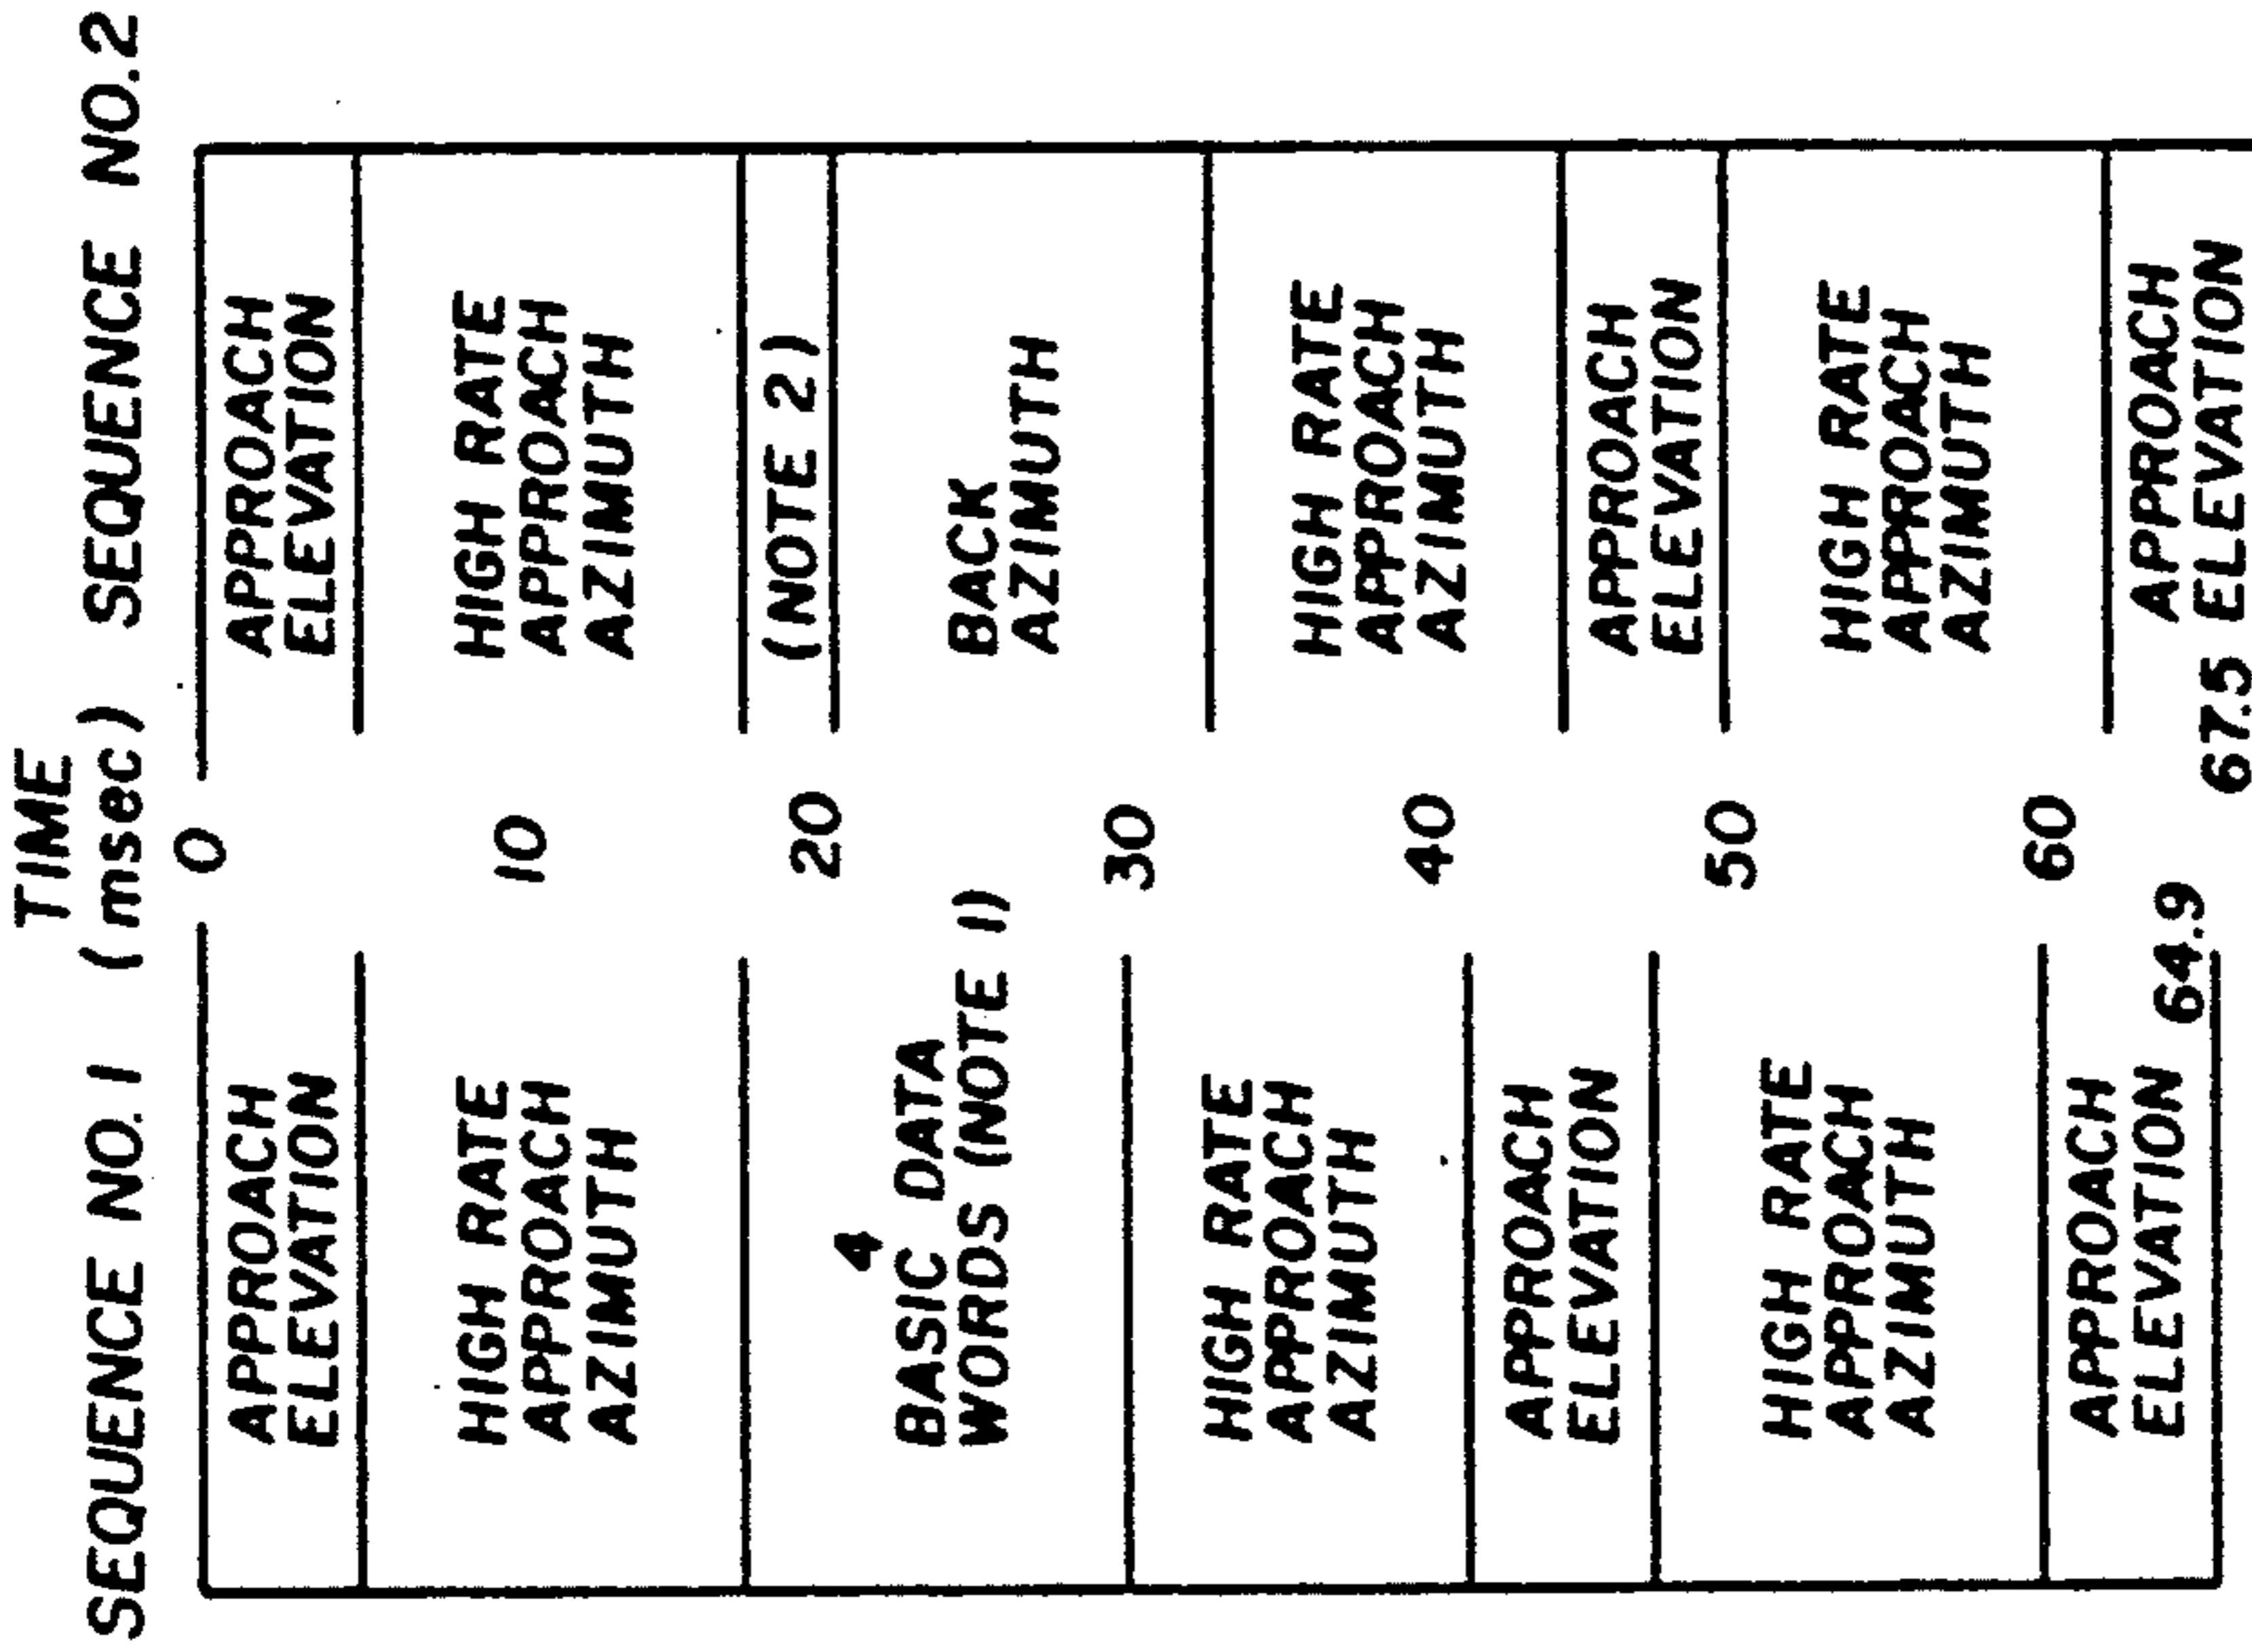 TIME
SEQUENCE NO. 1 (msec) SEQUENCE NO.2
0
APPROACH
ELEVATION
HIGH RATE
APPROACH
AZIMUTH
4
BASIC DATA
WORDS (NOTE 1)
HIGH RATE
APPROACH
AZIMUTH
APPROACH
ELEVATION
HIGH RATE
APPROACH
AZIMUTH
APPROACH
ELEVATION 64.9
10
20
30
40
50
60
APPROACH
ELEVATION
HIGH RATE
APPROACH
AZIMUTH
(NOTE 2)
BACK
AZIMUTH
HIGH RATE
APPROACH
AZIMUTH
APPROACH
ELEVATION
HIGH RATE
APPROACH
AZIMUTH
APPROACH
67.5 ELEVATION